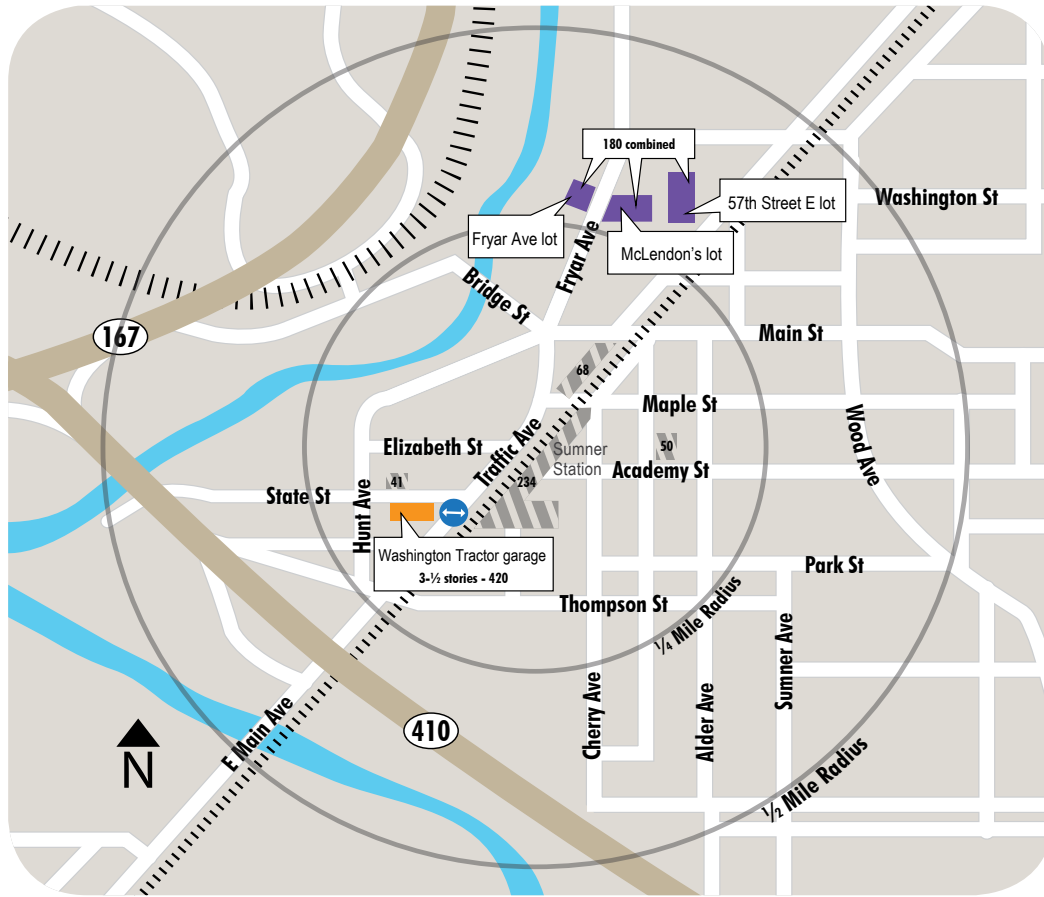 180 combined
Washington St
57th Street E lot
Fryar Ave lot
McLendon's lot
Fryar Ave
Bridge St
167
Main St
68
Maple St
Wood Ave
Traffic Ave
Elizabeth St
50
Sumner
Station
Academy St
41
234
State St
Hunt Ave
Washington Tractor garage
3-½ stories - 420
Park St
Thompson St
¼ Mile Radius
Sumner Ave
Cherry Ave
Alder Ave
410
E Main Ave
N
½ Mile Radius